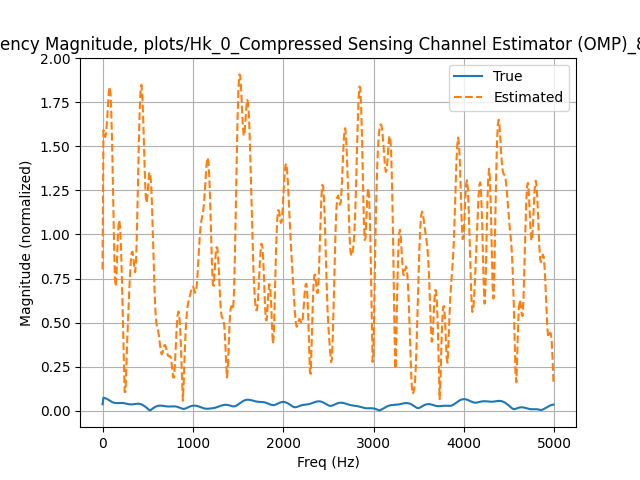 ency Magnitude, plots/Hk_0_Compressed Sensing Channel Estimator (OMP)_8
2.00
1.75
1.50
1.25
1.00
0.75
0.50
0.25
0.00
Magnitude (normalized)
True
Estimated
0 1000 2000 3000 4000 5000
Freq (Hz)